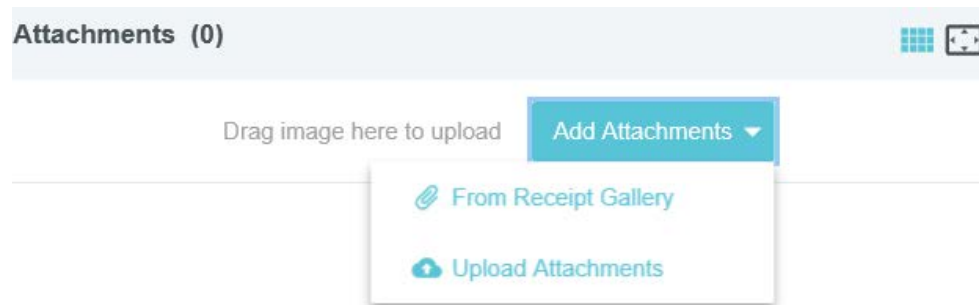 Attachments (0)
Drag image here to upload
Add Attachments
From Receipt Gallery
Upload Attachments